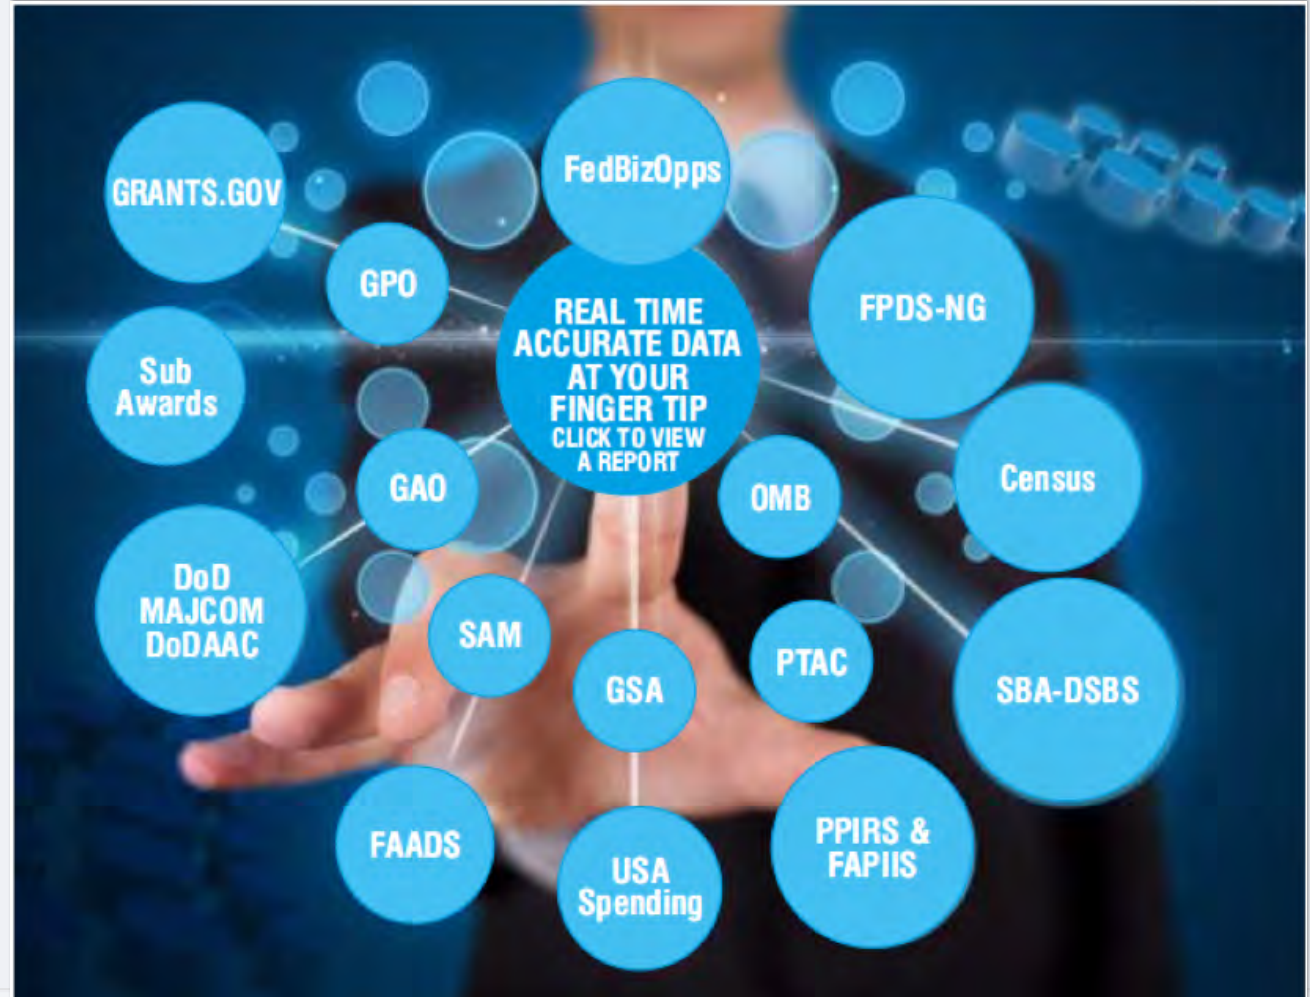 FedBizOpps
GRANTS.GOV
GPO
REAL TIME
ACCURATE DATA
AT YOUR
FINGER TIP
CLICK TO VIEW
A REPORT
FPDS-NG
Sub
Awards
GAO
OMB
Census
DoD
MAJCOM
DoDAAC
SAM
GSA
PTAC
SBA-DSBS
FAADS
USA
Spending
PPIRS &
FAPIIS